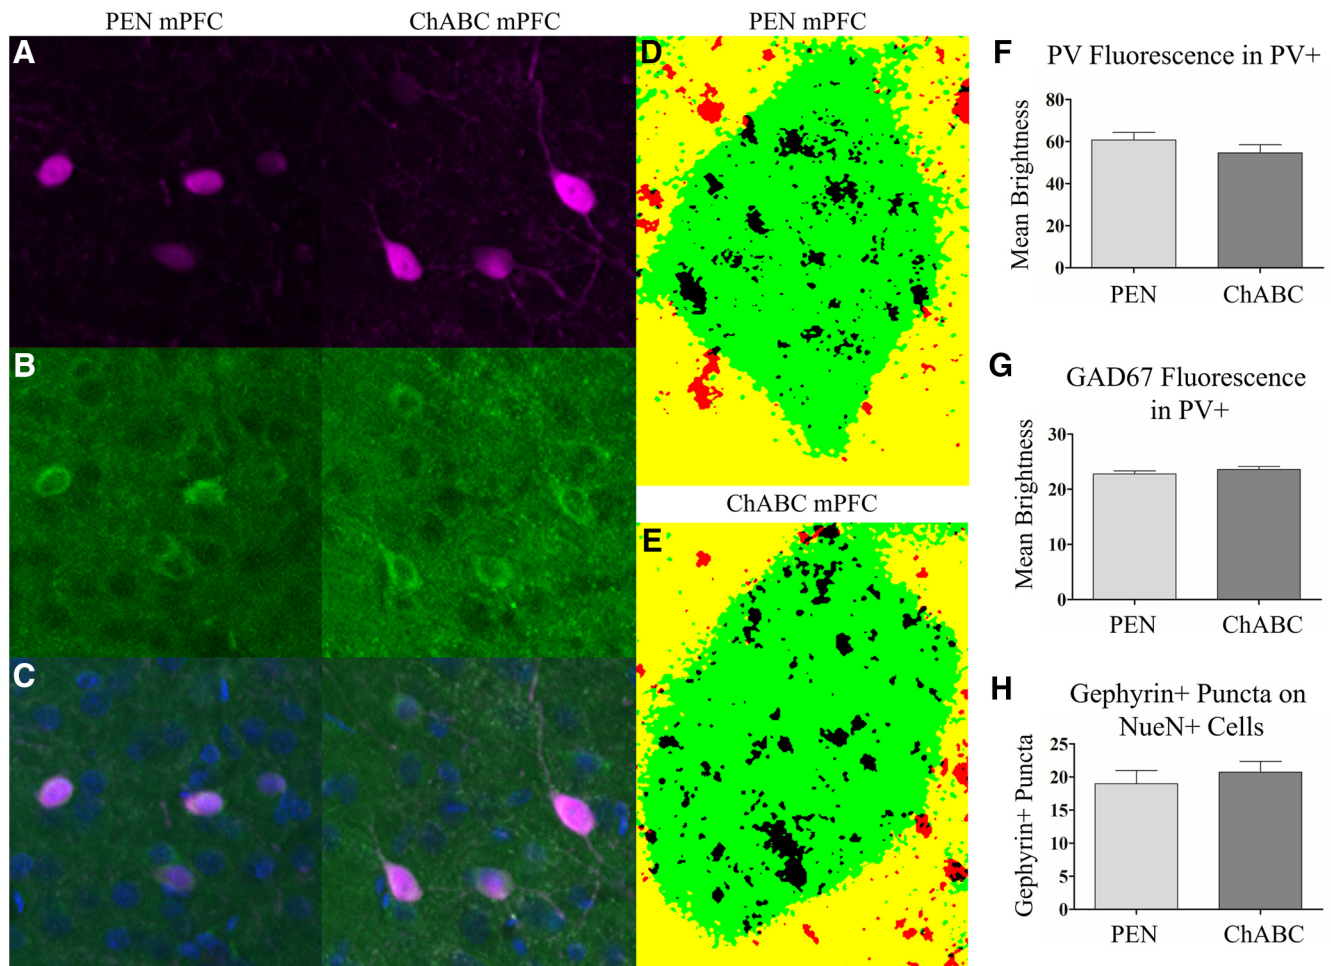 PEN mPFC
ChABC mPFC
PEN mPFC
A
D
F
PV Fluorescence in PV+
Mean Brightness
80
60
40
20
0
PEN
ChABC
B
G
GAD67 Fluorescence
in PV+
Mean Brightness
30
20
10
0
PEN
ChABC
ChABC mPFC
E
C
H
Gephyrin+ Puncta on
NueN+ Cells
Gephyrin+ Puncta
25
20
15
10
5
0
PEN
ChABC